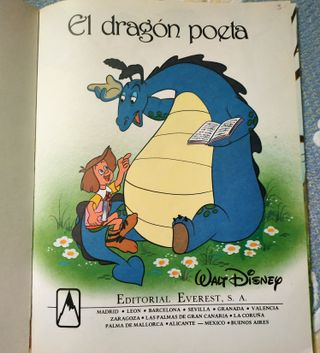 El dragón poeta
WALT DISNEY
EDITORIAL EVEREST, S. A.
MADRID • LEON • BARCELONA • SEVILLA • GRANADA • VALENCIA
ZARAGOZA • LAS PALMAS DE GRAN CANARIA • LA CORUÑA
PALMA DE MALLORCA • ALICANTE — MEXICO • BUENOS AIRES